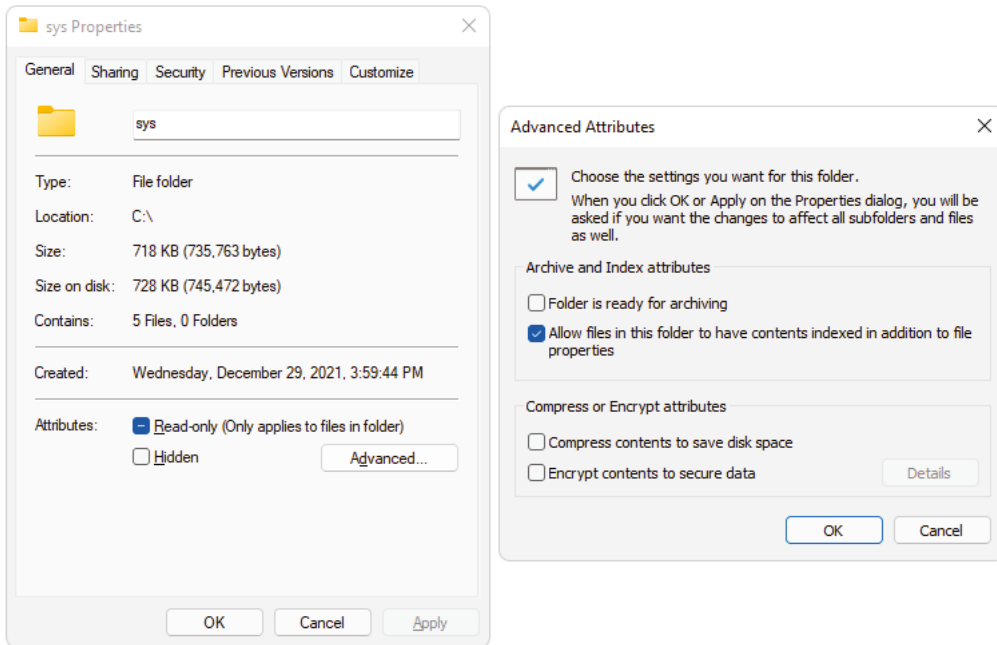 sys Properties
General Sharing Security Previous Versions Customize
sys
Type: File folder
Location: C:\
Size: 718 KB (735,763 bytes)
Size on disk: 728 KB (745,472 bytes)
Contains: 5 Files, 0 Folders
Created: Wednesday, December 29, 2021, 3:59:44 PM
Attributes: Read-only (Only applies to files in folder)
Hidden Advanced...
OK Cancel Apply
Advanced Attributes
Choose the settings you want for this folder.
When you click OK or Apply on the Properties dialog, you will be
asked if you want the changes to affect all subfolders and files
as well.
Archive and Index attributes
Folder is ready for archiving
Allow files in this folder to have contents indexed in addition to file
properties
Compress or Encrypt attributes
Compress contents to save disk space
Encrypt contents to secure data Details
OK Cancel